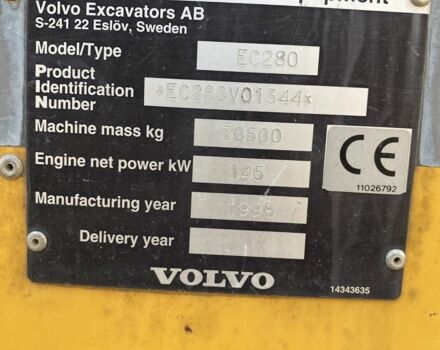 Volvo Excavators AB
S-241 22 Eslöv, Sweden
Model/Type EC280
Product
Identification *EC280V01344*
Number
Machine mass kg 30500
Engine net power kW 145
Manufacturing year 1998
Delivery year
CE
11026792
VOLVO
14343635